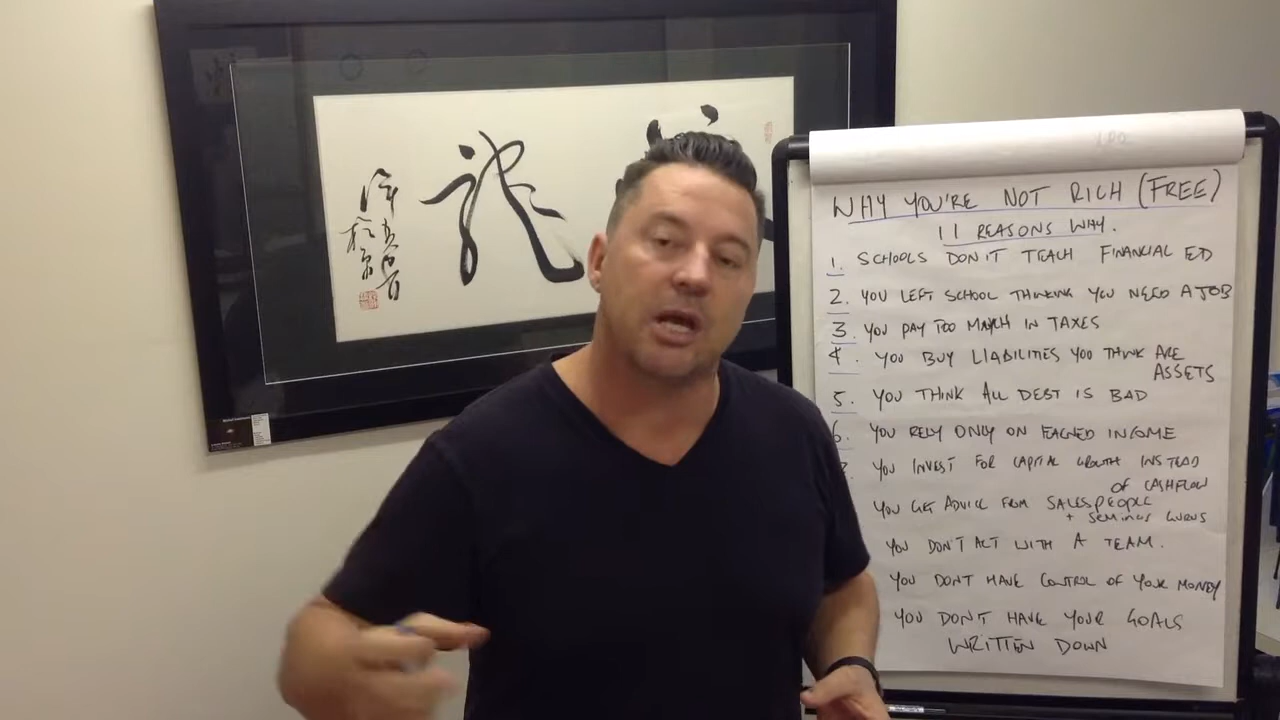 龍
WHY YOU'RE NOT RICH (FREE)
11 REASONS WHY.
1. SCHOOLS DON'T TEACH FINANCIAL ED
2. YOU LEFT SCHOOL THINKING YOU NEED A JOB
3. YOU PAY TOO MUCH IN TAXES
4. YOU BUY LIABILITIES YOU THINK ARE
ASSETS
5. YOU THINK ALL DEBT IS BAD
6. YOU RELY ONLY ON EARNED INCOME
YOU INVEST FOR CAPITAL GROWTH INSTEAD
OF CASHFLOW
YOU GET ADVICE FROM SALESPEOPLE
+ SEMINAR GURUS
YOU DON'T ACT WITH A TEAM.
YOU DONT HAVE CONTROL OF YOUR MONEY
YOU DON'T HAVE YOUR GOALS
WRITTEN DOWN